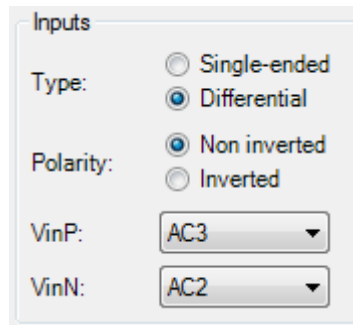 Inputs
Type:
Single-ended
Differential
Polarity:
Non inverted
Inverted
VinP:
AC3
VinN:
AC2